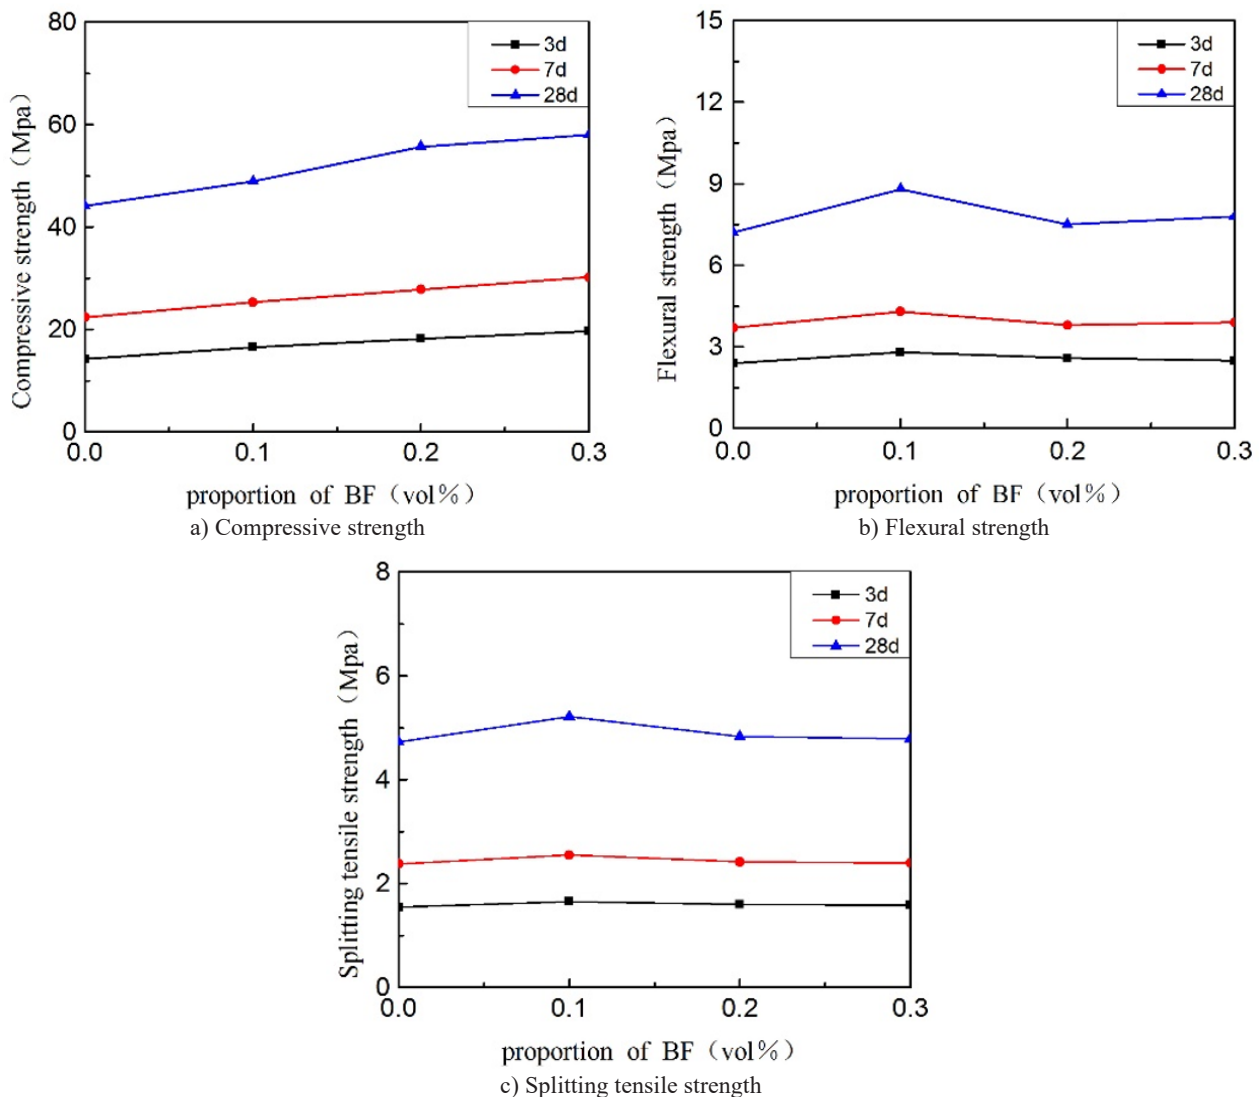 Compressive strength（Mpa）
80
60
40
20
0
3d
7d
28d
0.0 0.1 0.2 0.3
proportion of BF（vol%）
a) Compressive strength
Flexural strength（Mpa）
15
12
9
6
3
0
3d
7d
28d
0.0 0.1 0.2 0.3
proportion of BF（vol%）
b) Flexural strength
Splitting tensile strength（Mpa）
8
6
4
2
0
3d
7d
28d
0.0 0.1 0.2 0.3
proportion of BF（vol%）
c) Splitting tensile strength